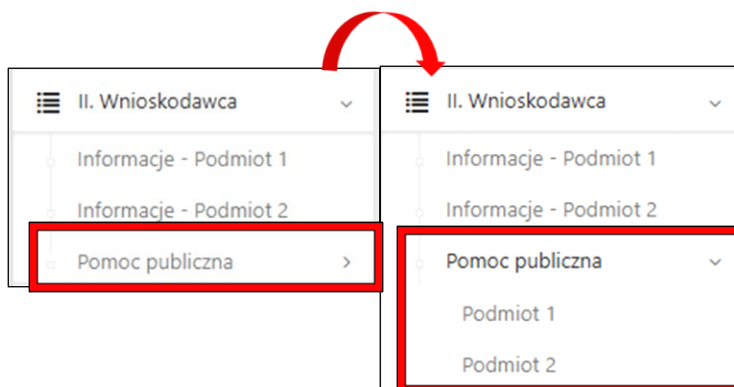 II. Wnioskodawca
Informacje - Podmiot 1
Informacje - Podmiot 2
Pomoc publiczna
II. Wnioskodawca
Informacje - Podmiot 1
Informacje - Podmiot 2
Pomoc publiczna
Podmiot 1
Podmiot 2